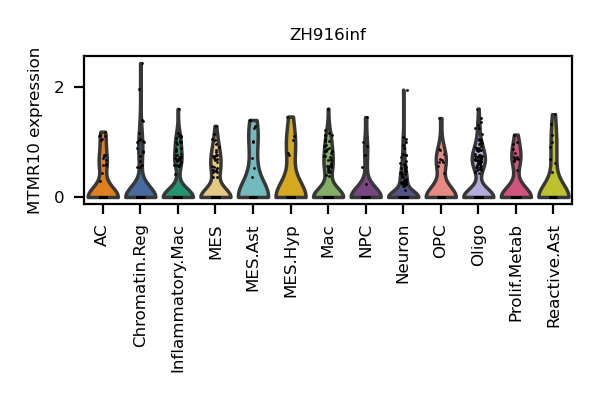 ZH916inf
MTMR10 expression
2
0
AC
Chromatin.Reg
Inflammatory.Mac
MES
MES.Ast
MES.Hyp
Mac
NPC
Neuron
OPC
Oligo
Prolif.Metab
Reactive.Ast